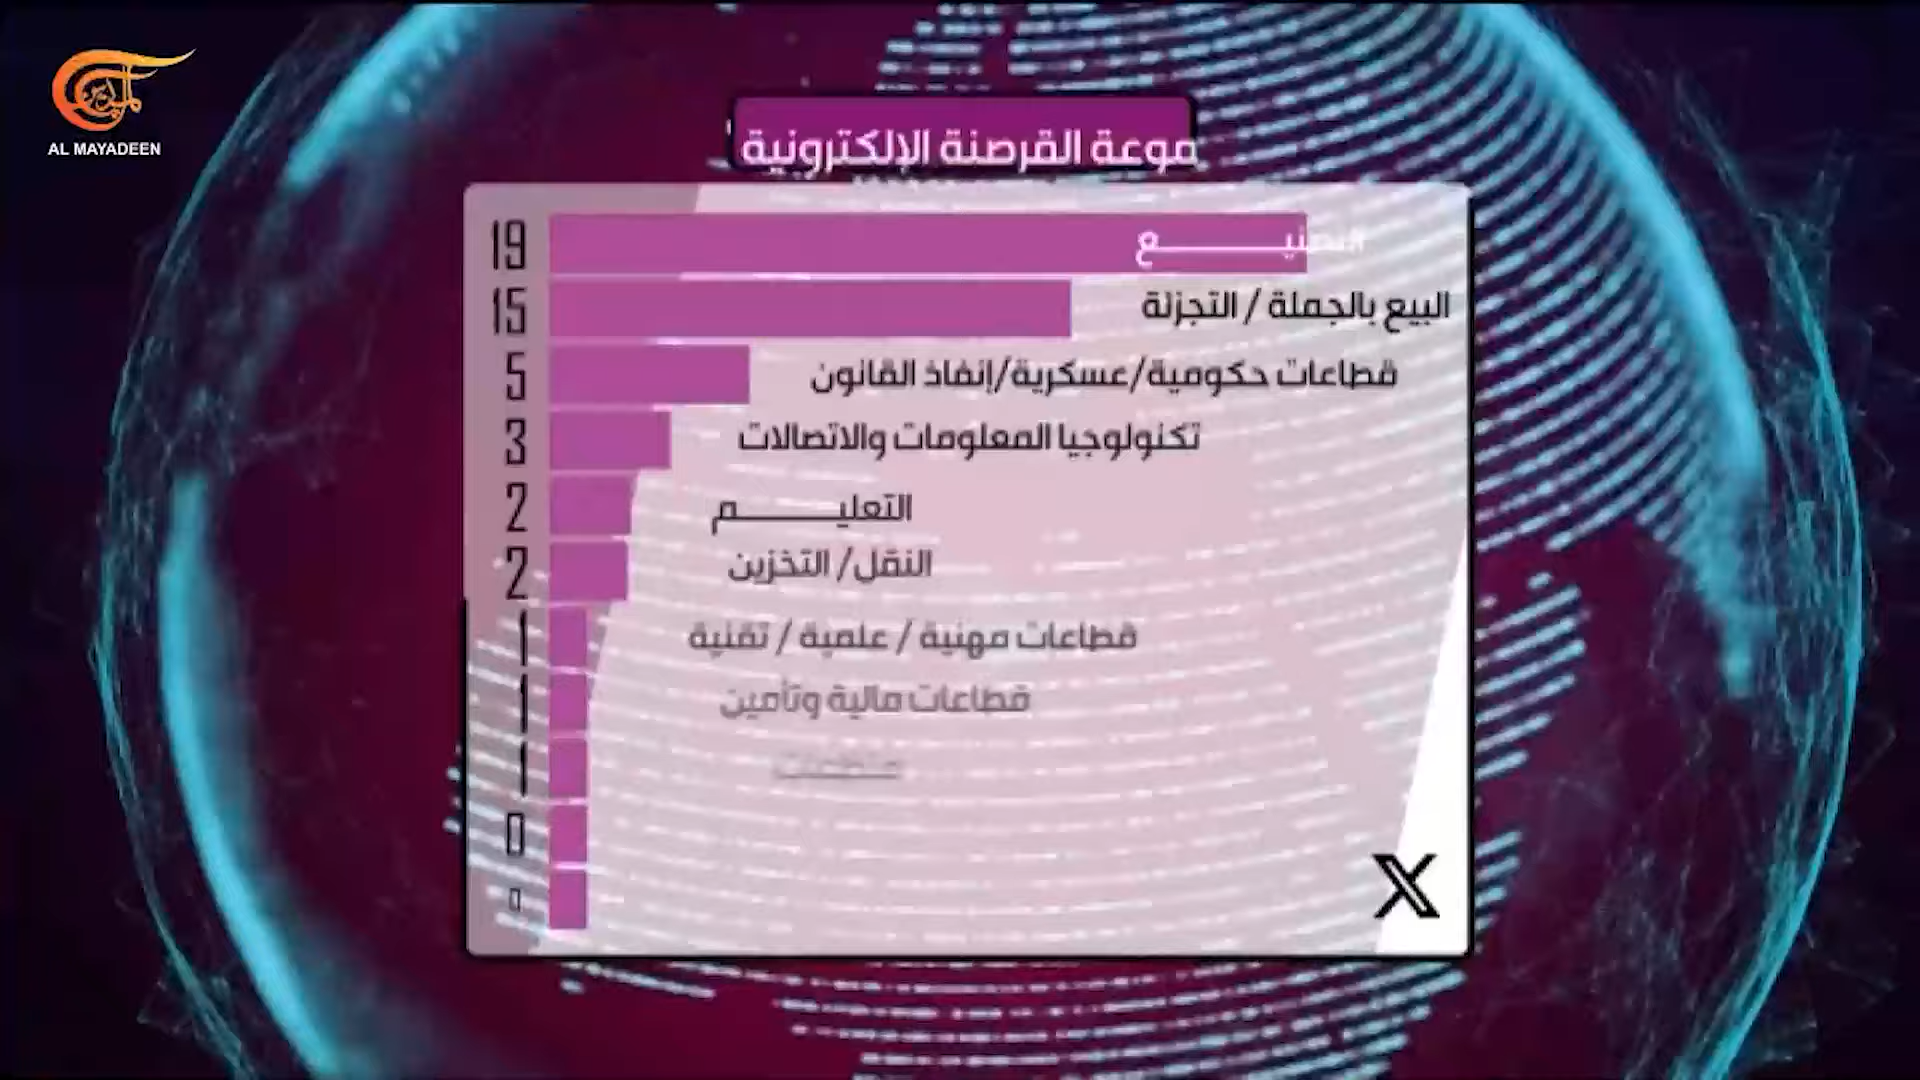 AL MAYADEEN
موعة القرصنة الإلكترونية
19
15 البيع بالجملة / التجزئة
5 قطاعات حكومية/عسكرية/إنفاذ القانون
3 تكنولوجيا المعلومات والاتصالات
2 التعليـــــــم
2 النقل/ التخزين
1 قطاعات مهنية / علمية / تقنية
1 قطاعات مالية وتأمين
1
0
X